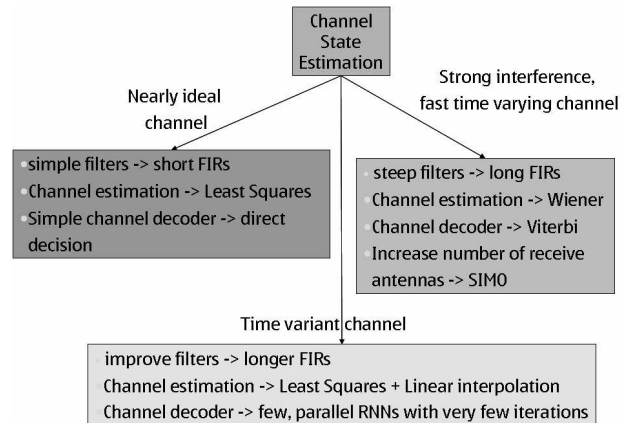 Channel
State
Estimation
Nearly ideal
channel
Strong interference,
fast time varying channel
•simple filters -> short FIRs
•Channel estimation -> Least Squares
•Simple channel decoder -> direct
decision
•steep filters -> long FIRs
•Channel estimation -> Wiener
•Channel decoder -> Viterbi
•Increase number of receive
antennas -> SIMO
Time variant channel
improve filters -> longer FIRs
Channel estimation -> Least Squares + Linear interpolation
Channel decoder -> few, parallel RNNs with very few iterations